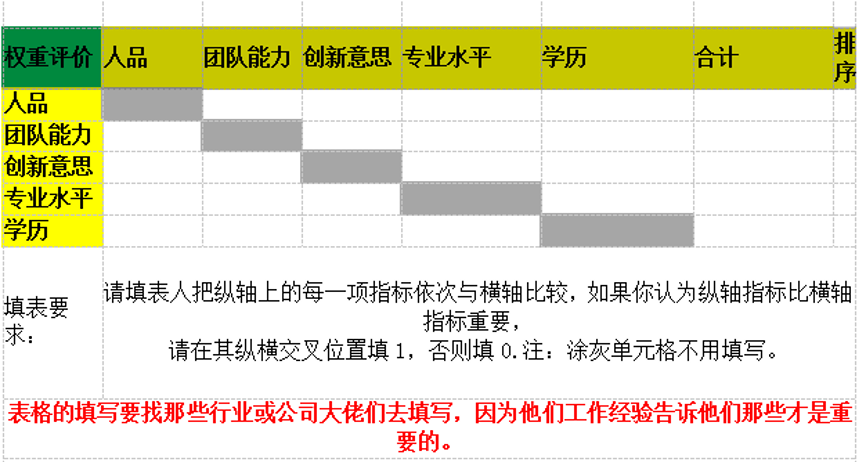 权重评价 人品 团队能力 创新意思 专业水平 学历 合计 排序
人品
团队能力
创新意思
专业水平
学历
填表要求：
请填表人把纵轴上的每一项指标依次与横轴比较，如果你认为纵轴指标比横轴
指标重要，
请在其纵横交叉位置填1，否则填0.注：涂灰单元格不用填写。
表格的填写要找那些行业或公司大佬们去填写，因为他们工作经验告诉他们那些才是重
要的。